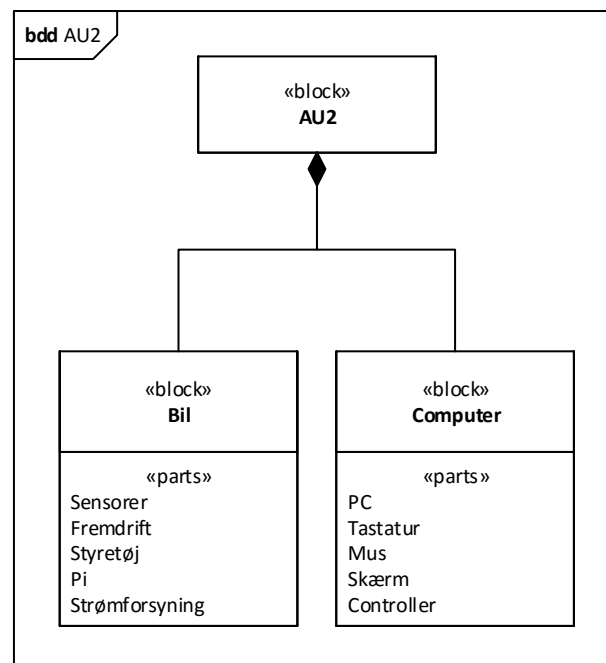 bdd AU2
«block»
AU2
«block»
Bil
«parts»
Sensorer
Fremdrift
Styretøj
Pi
Strømforsyning
«block»
Computer
«parts»
PC
Tastatur
Mus
Skærm
Controller